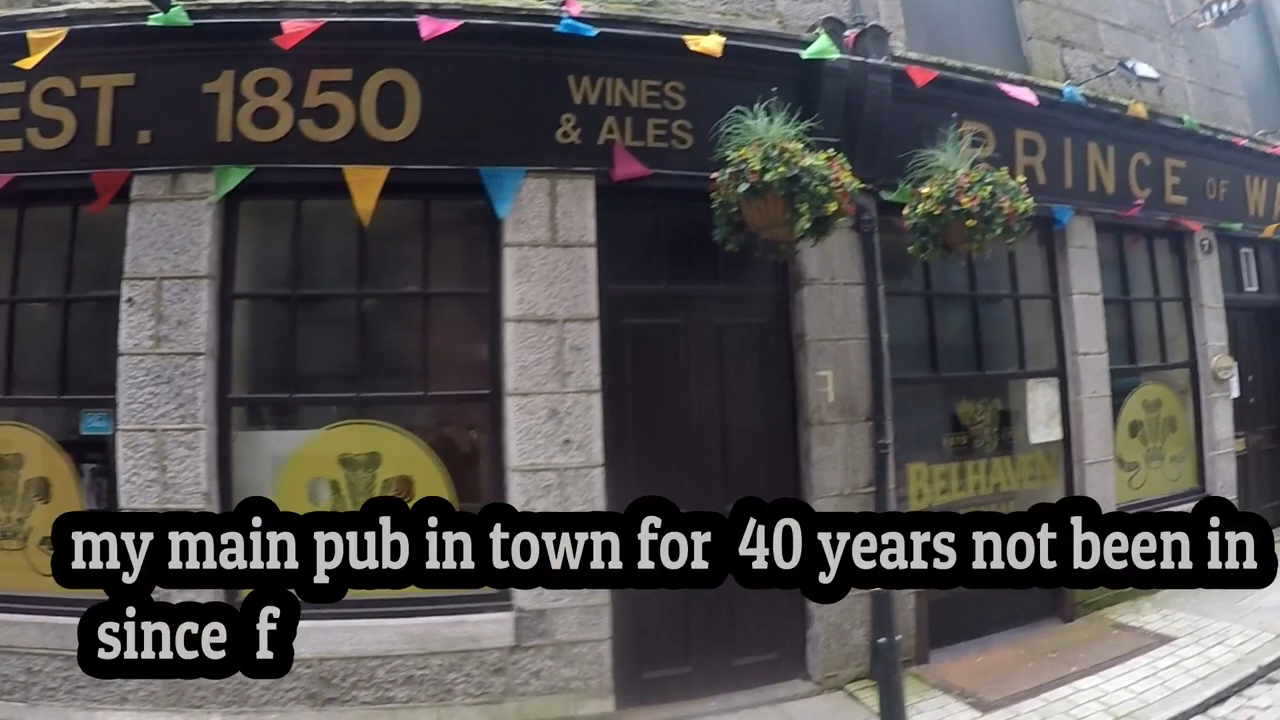 EST. 1850
WINES
& ALES
PRINCE OF W
7
BELHAVEN
my main pub in town for 40 years not been in
since f